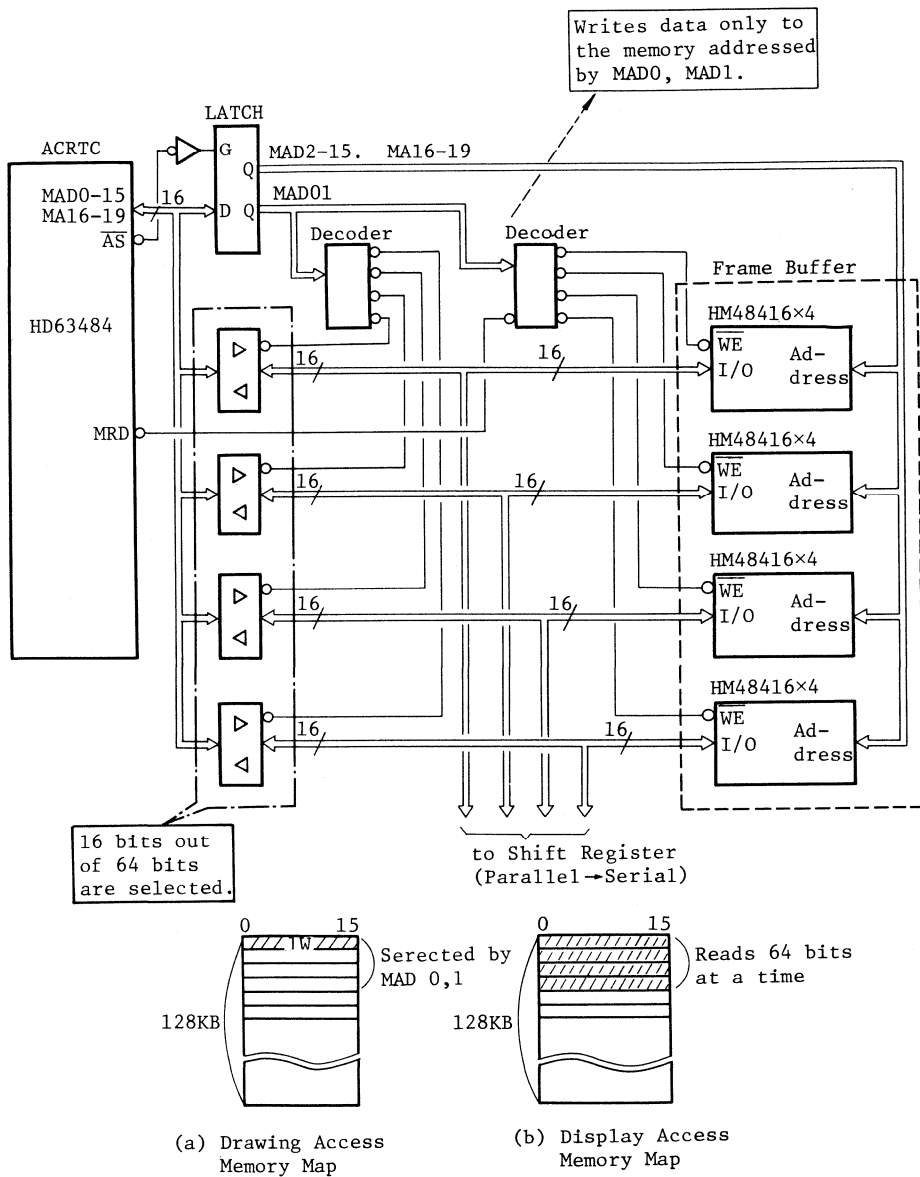 Writes data only to
the memory addressed
by MAD0, MAD1.
LATCH
ACRTC
G
Q
MAD2-15. MA16-19
MAD0-15
MA16-19
16
D Q
MAD01
AS
Decoder
Decoder
Frame Buffer
HD63484
HM48416×4
WE
I/O
Ad-
dress
16
16
MRD
HM48416×4
WE
I/O
Ad-
dress
16
16
HM48416×4
WE
I/O
Ad-
dress
16
16
HM48416×4
WE
I/O
Ad-
dress
16
16
16 bits out
of 64 bits
are selected.
to Shift Register
(Parallel→Serial)
0 15
1W
Serected by
MAD 0,1
128KB
0 15
Reads 64 bits
at a time
128KB
(a) Drawing Access
Memory Map
(b) Display Access
Memory Map